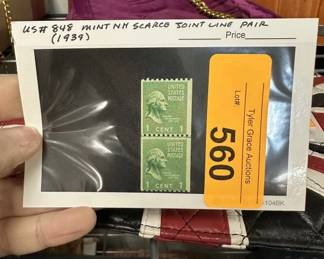 US# 848 MINT NH SCARCE JOINT LINE PAIR
(1939)
Price
UNITED
STATES
POSTAGE
1 CENT 1
UNITED
STATES
POSTAGE
1 CENT 1
Lot#:
560
Tyler Grace Auctions
104BK